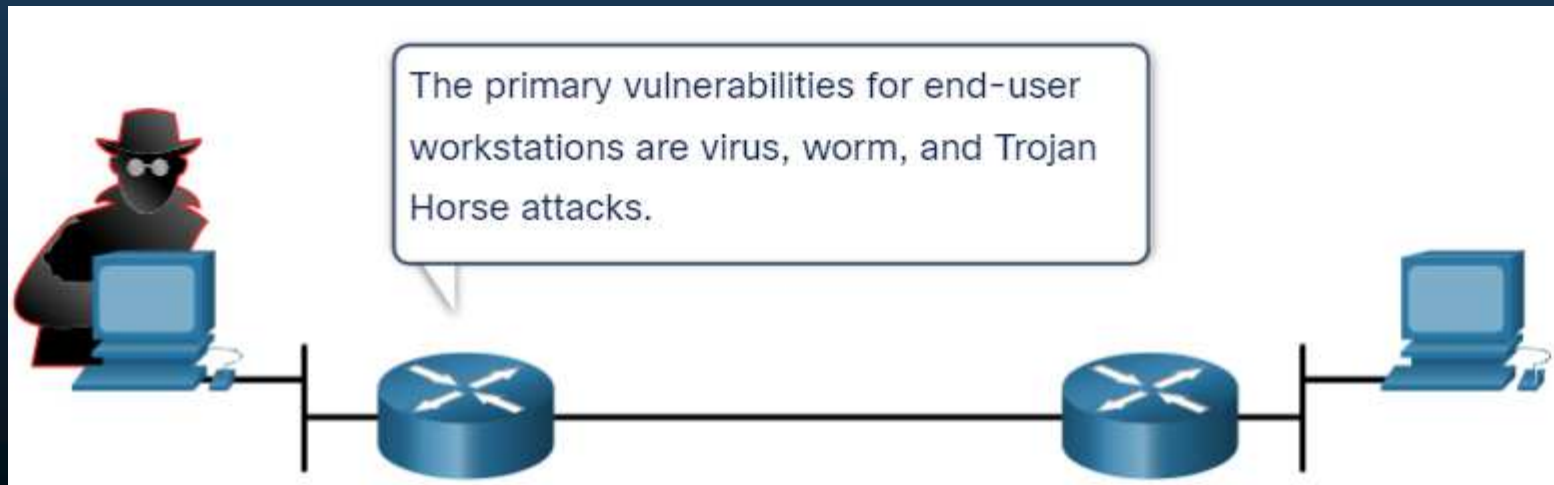 The primary vulnerabilities for end-user
workstations are virus, worm, and Trojan
Horse attacks.